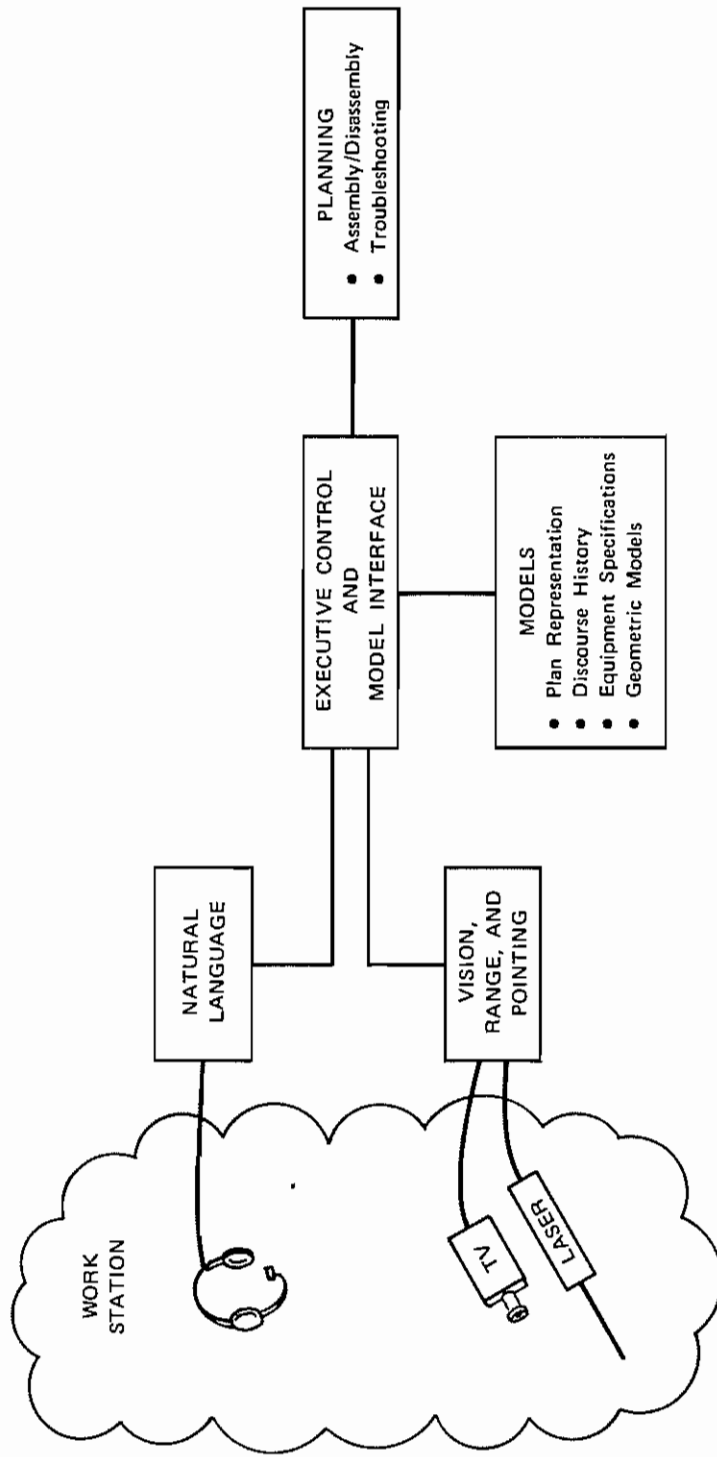 WORK
STATION
TV
LASER
NATURAL
LANGUAGE
VISION,
RANGE, AND
POINTING
EXECUTIVE CONTROL
AND
MODEL INTERFACE
MODELS
• Plan Representation
• Discourse History
• Equipment Specifications
• Geometric Models
PLANNING
• Assembly/Disassembly
• Troubleshooting